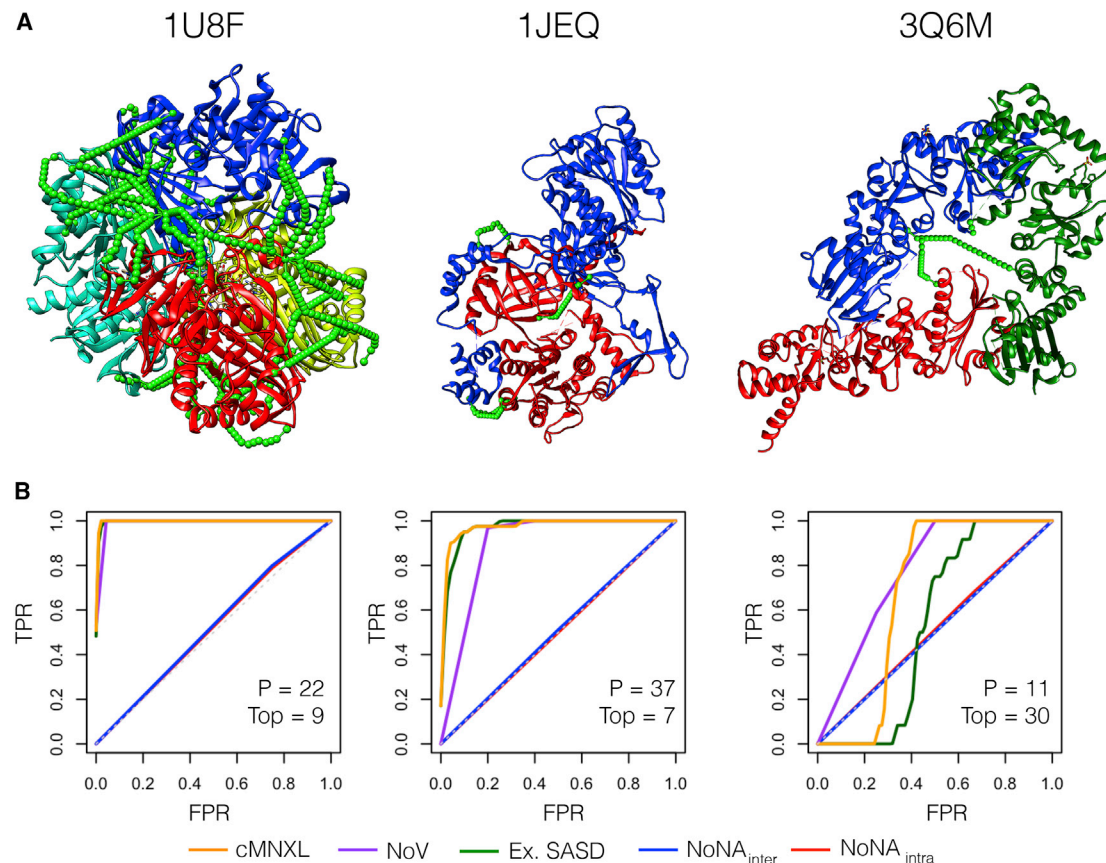 A
1U8F
1JEQ
3Q6M
B
TPR
1.0
0.8
0.6
0.4
0.2
0.0
P = 22
Top = 9
0.0 0.2 0.4 0.6 0.8 1.0
FPR
TPR
1.0
0.8
0.6
0.4
0.2
0.0
P = 37
Top = 7
0.0 0.2 0.4 0.6 0.8 1.0
FPR
TPR
1.0
0.8
0.6
0.4
0.2
0.0
P = 11
Top = 30
0.0 0.2 0.4 0.6 0.8 1.0
FPR
cMNXL NoV Ex. SASD NoNA inter NoNA intra